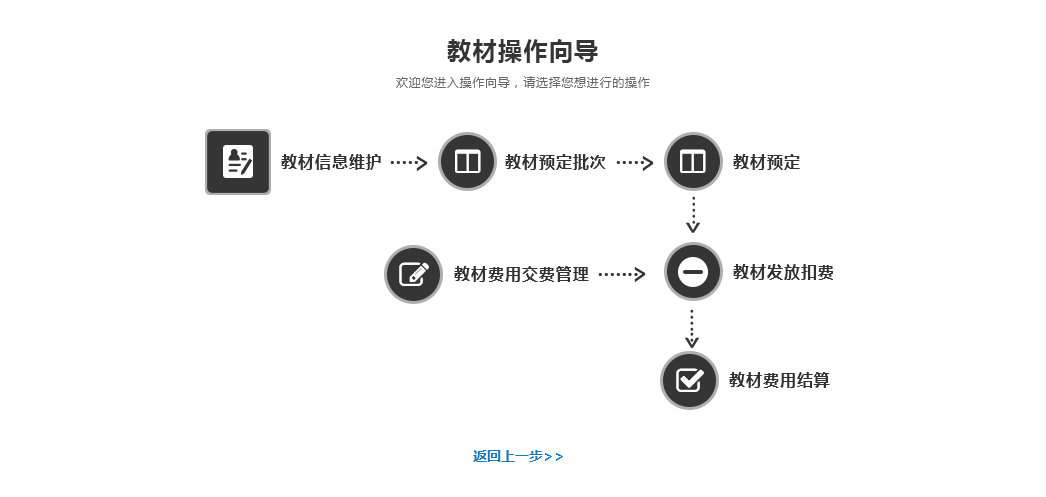 教材操作向导
欢迎您进入操作向导，请选择您想进行的操作
教材信息维护
教材预定批次
教材预定
教材费用交费管理
教材发放扣费
教材费用结算
返回上一步>>